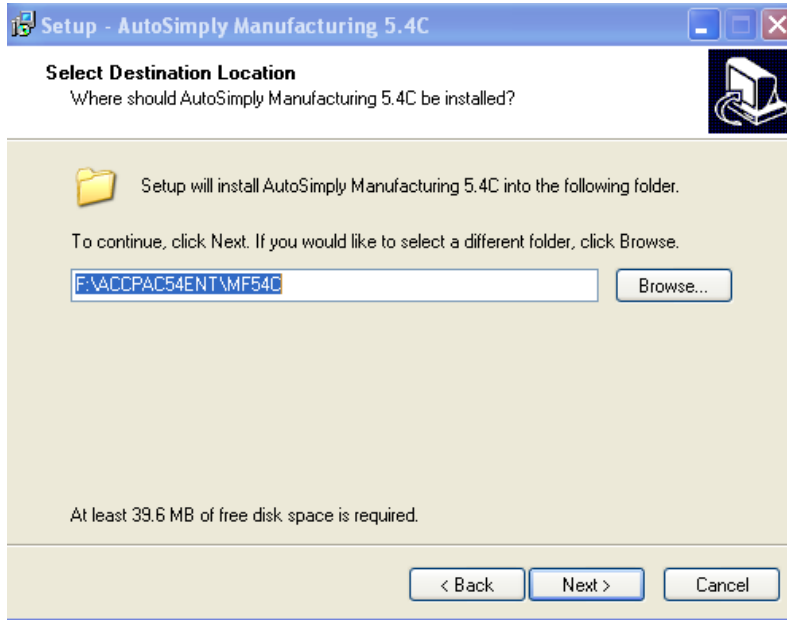 Setup - AutoSimply Manufacturing 5.4C
Select Destination Location
Where should AutoSimply Manufacturing 5.4C be installed?
Setup will install AutoSimply Manufacturing 5.4C into the following folder.
To continue, click Next. If you would like to select a different folder, click Browse.
F:\ACCPAC54ENT\MF54C
Browse...
At least 39.6 MB of free disk space is required.
< Back
Next >
Cancel